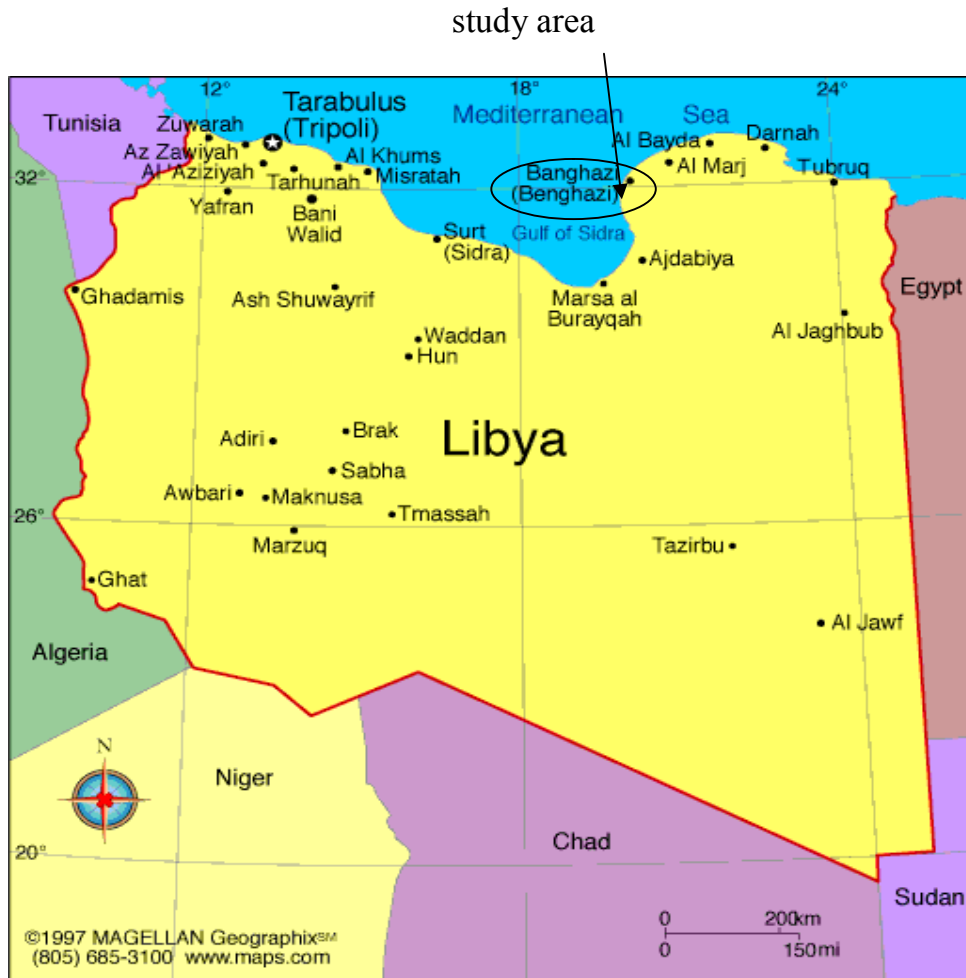 study area
12°
18°
24°
Tunisia
Zuwarah
Tarabulus
(Tripoli)
Mediterranean Sea
Az Zawiyah
Al 'Aziziyah
Tarhunah
Al Khums
Misratah
Al Bayda
Darnah
Al Marj
Tubruq
32°
Banghazi
(Benghazi)
Yafran
Bani
Walid
Surt
(Sidra)
Gulf of Sidra
Ajdabiya
Ghadamis
Ash Shuwayrif
Marsa al
Burayqah
Egypt
Al Jaghbub
Waddan
Hun
Libya
Adiri
Brak
Sabha
Awbari
Maknusa
Tmassah
26°
Marzuq
Tazirbu
Ghat
Al Jawf
Algeria
N
Niger
Chad
20°
Sudan
0 200km
0 150mi
©1997 MAGELLAN Geographix℠
(805) 685-3100 www.maps.com